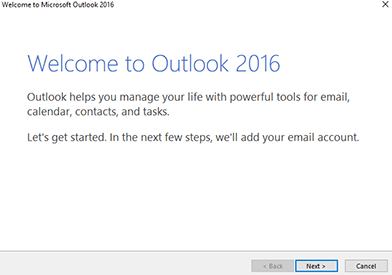 Welcome to Microsoft Outlook 2016
Welcome to Outlook 2016
Outlook helps you manage your life with powerful tools for email,
calendar, contacts, and tasks.
Let's get started. In the next few steps, we'll add your email account.
< Back
Next >
Cancel